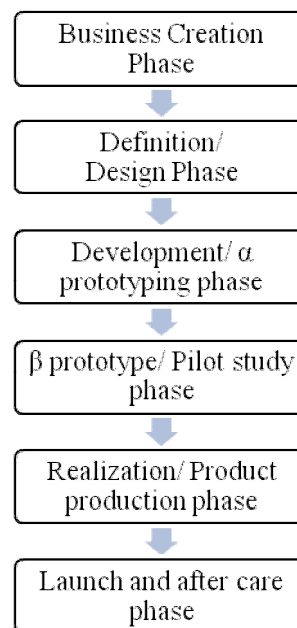 Business Creation
Phase
Definition/
Design Phase
Development/ α
prototyping phase
β prototype/ Pilot study
phase
Realization/ Product
production phase
Launch and after care
phase